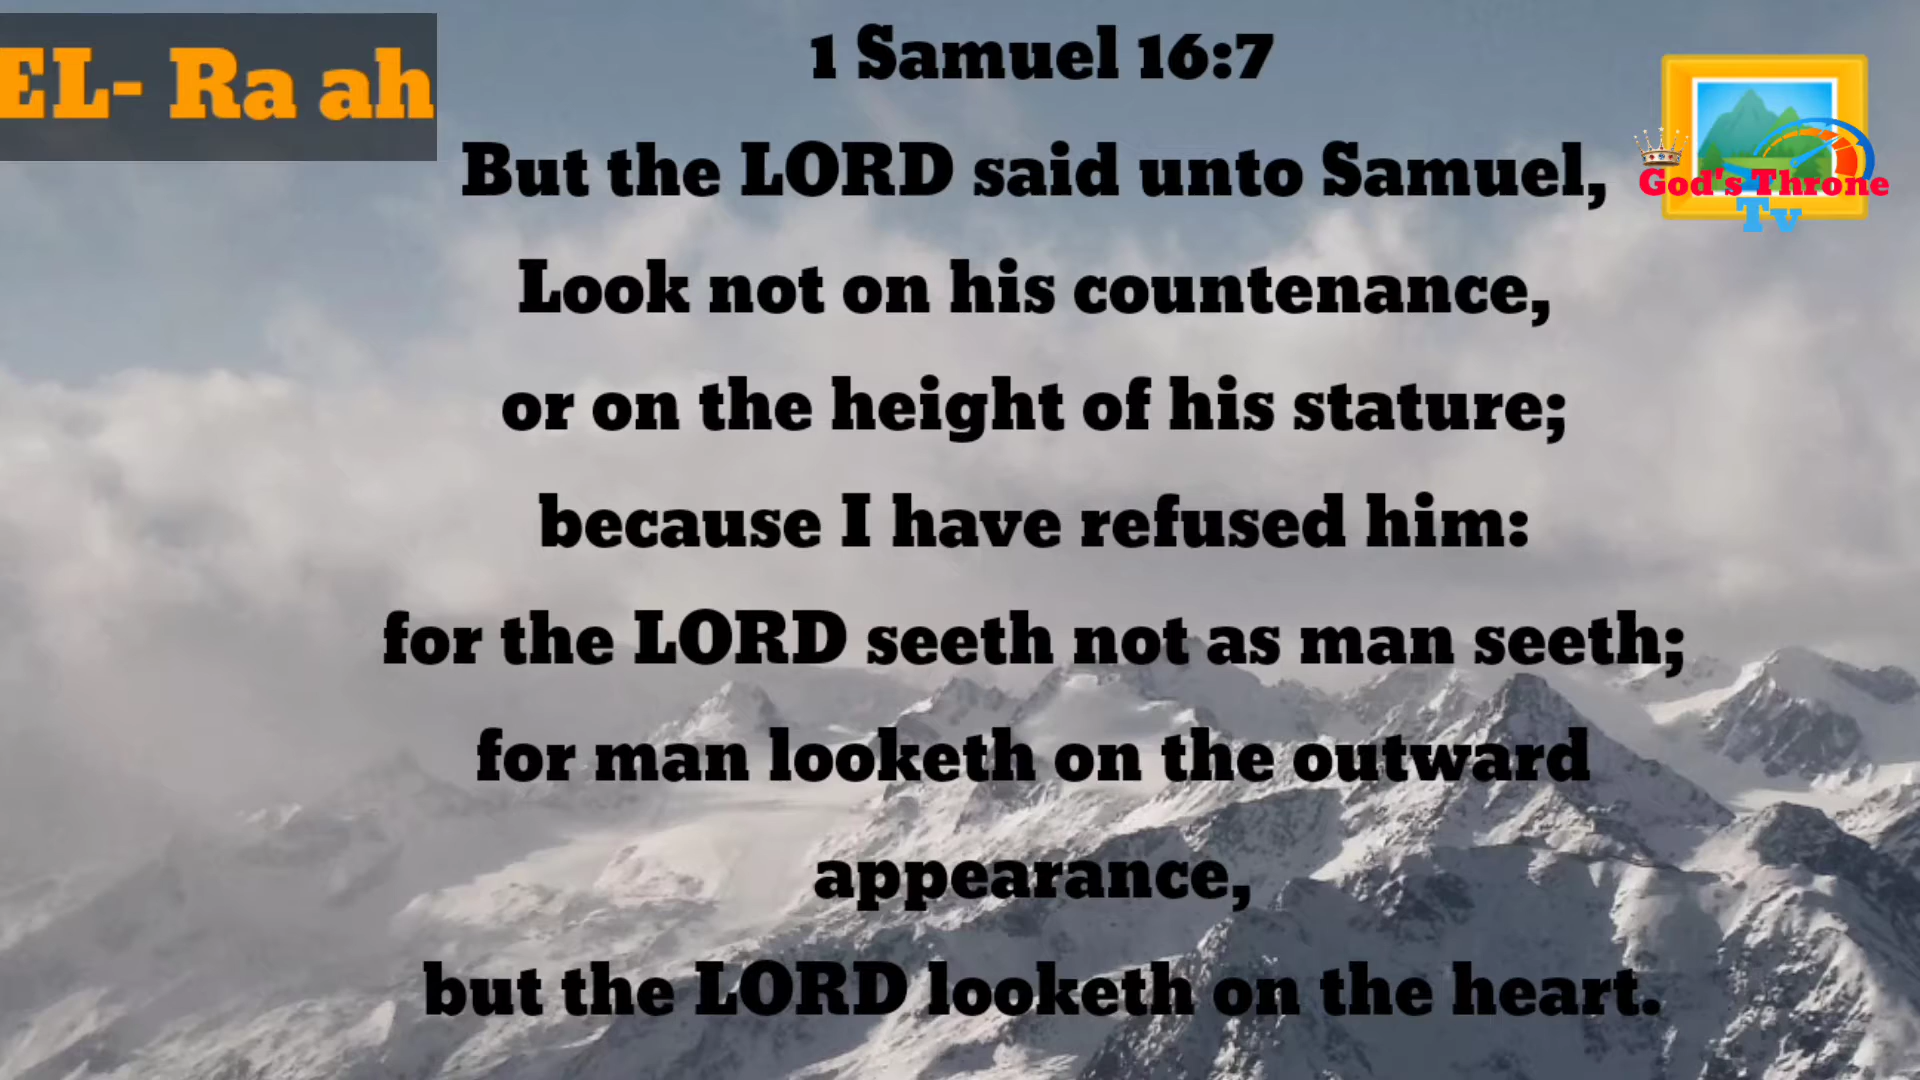 EL- Ra ah
1 Samuel 16:7
But the LORD said unto Samuel,
Look not on his countenance,
or on the height of his stature;
because I have refused him:
for the LORD seeth not as man seeth;
for man looketh on the outward
appearance,
but the LORD looketh on the heart.
God's Throne
Tv